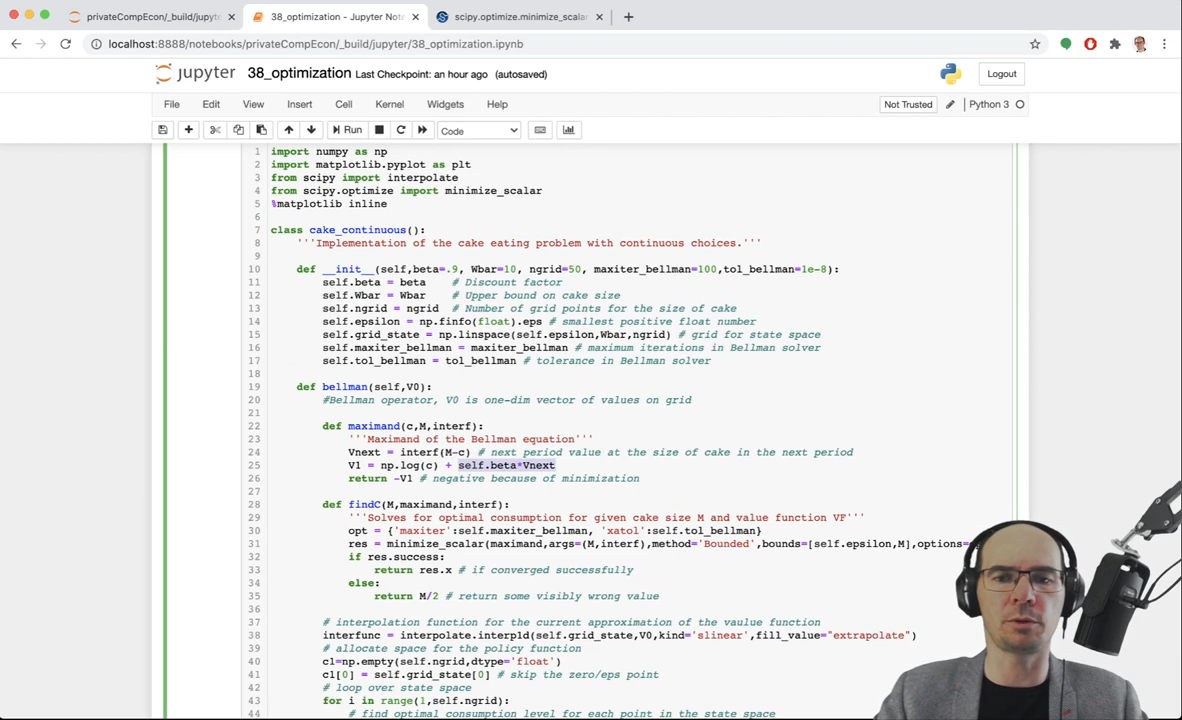 privateCompEcon/_build/jupyte
38_optimization - Jupyter Not
scipy.optimize.minimize_scala
localhost:8888/notebooks/privateCompEcon/_build/jupyter/38_optimization.ipynb
jupyter 38_optimization Last Checkpoint: an hour ago (autosaved)
Logout
File Edit View Insert Cell Kernel Widgets Help
Not Trusted
Python 3
Run
Code
1 import numpy as np
2 import matplotlib.pyplot as plt
3 from scipy import interpolate
4 from scipy.optimize import minimize_scalar
5 %matplotlib inline
6
7 class cake_continuous():
8 '''Implementation of the cake eating problem with continuous choices.'''
9
10 def __init__(self,beta=.9, Wbar=10, ngrid=50, maxiter_bellman=100,tol_bellman=1e-8):
11 self.beta = beta # Discount factor
12 self.Wbar = Wbar # Upper bound on cake size
13 self.ngrid = ngrid # Number of grid points for the size of cake
14 self.epsilon = np.finfo(float).eps # smallest positive float number
15 self.grid_state = np.linspace(self.epsilon,Wbar,ngrid) # grid for state space
16 self.maxiter_bellman = maxiter_bellman # maximum iterations in Bellman solver
17 self.tol_bellman = tol_bellman # tolerance in Bellman solver
18
19 def bellman(self,V0):
20 #Bellman operator, V0 is one-dim vector of values on grid
21
22 def maximand(c,M,interf):
23 '''Maximand of the Bellman equation'''
24 Vnext = interf(M-c) # next period value at the size of cake in the next period
25 V1 = np.log(c) + self.beta*Vnext
26 return -V1 # negative because of minimization
27
28 def findC(M,maximand,interf):
29 '''Solves for optimal consumption for given cake size M and value function VF'''
30 opt = {'maxiter':self.maxiter_bellman, 'xatol':self.tol_bellman}
31 res = minimize_scalar(maximand,args=(M,interf),method='Bounded',bounds=[self.epsilon,M],options=
32 if res.success:
33 return res.x # if converged successfully
34 else:
35 return M/2 # return some visibly wrong value
36
37 # interpolation function for the current approximation of the vaulue function
38 interfunc = interpolate.interp1d(self.grid_state,V0,kind='slinear',fill_value="extrapolate")
39 # allocate space for the policy function
40 c1=np.empty(self.ngrid,dtype='float')
41 c1[0] = self.grid_state[0] # skip the zero/eps point
42 # loop over state space
43 for i in range(1,self.ngrid):
44 # find optimal consumption level for each point in the state space